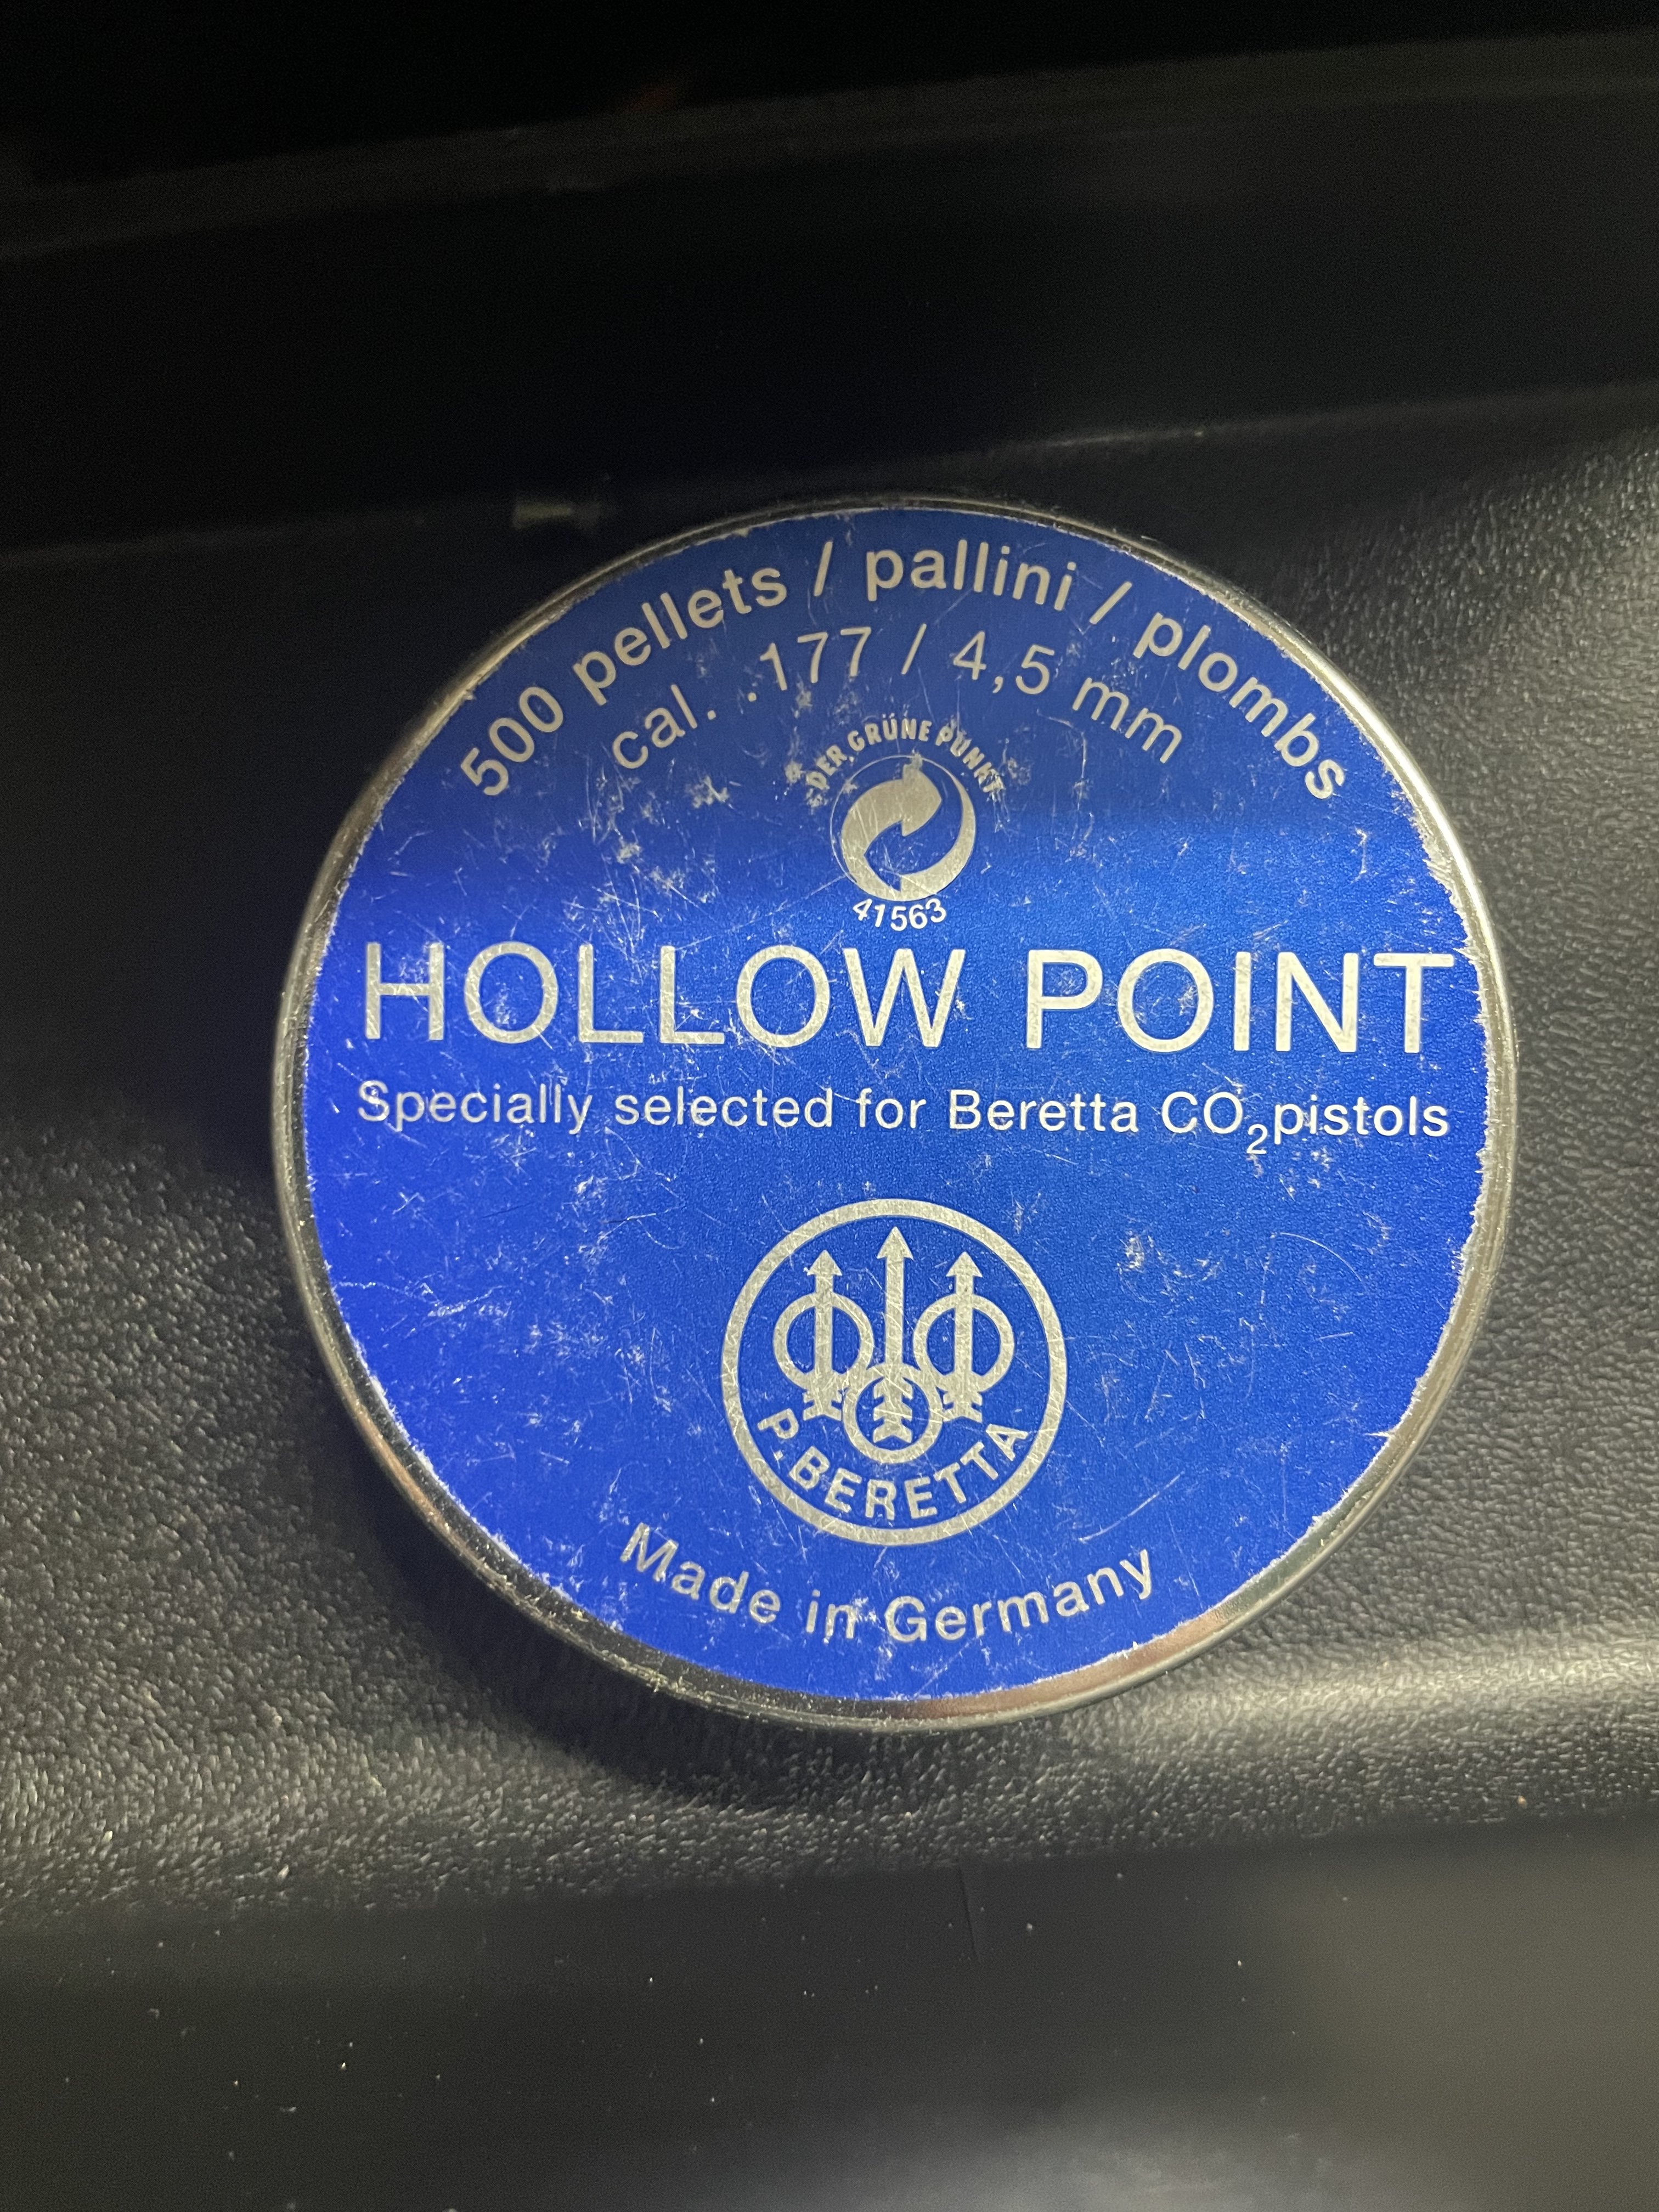 500 pellets / pallini / plombs
cal. .177 / 4,5 mm
DER GRÜNE PUNKT
41563
HOLLOW POINT
Specially selected for Beretta CO₂pistols
P.BERETTA
Made in Germany